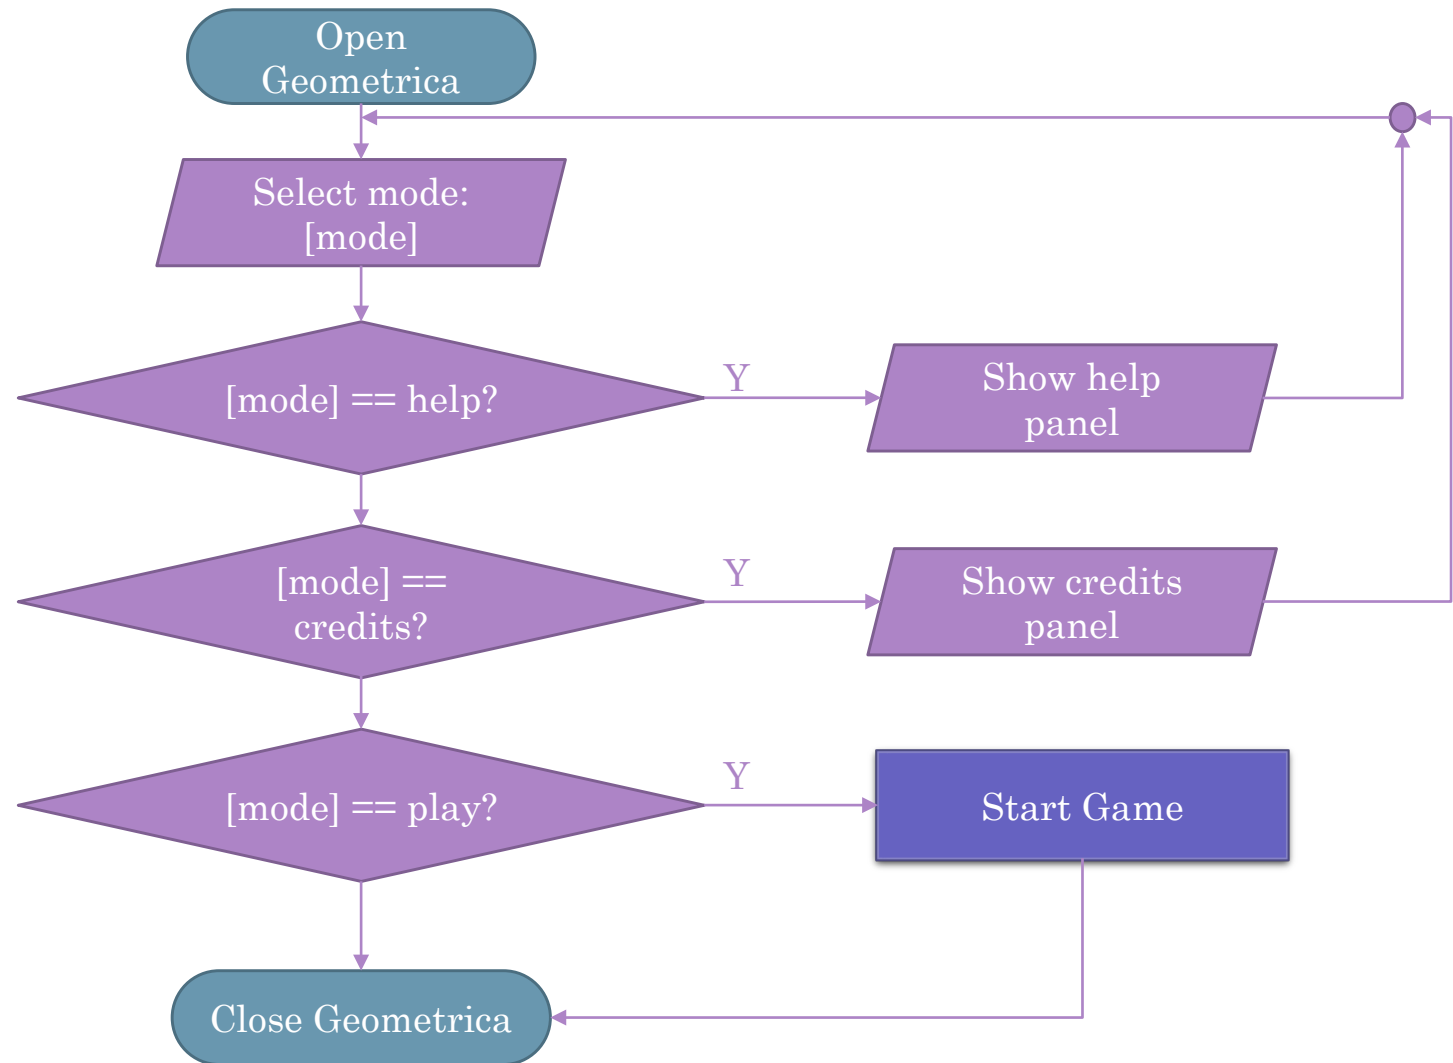 Open
Geometrica
Select mode:
[mode]
[mode] == help?
Y
Show help
panel
[mode] ==
credits?
Y
Show credits
panel
[mode] == play?
Y
Start Game
Close Geometrica